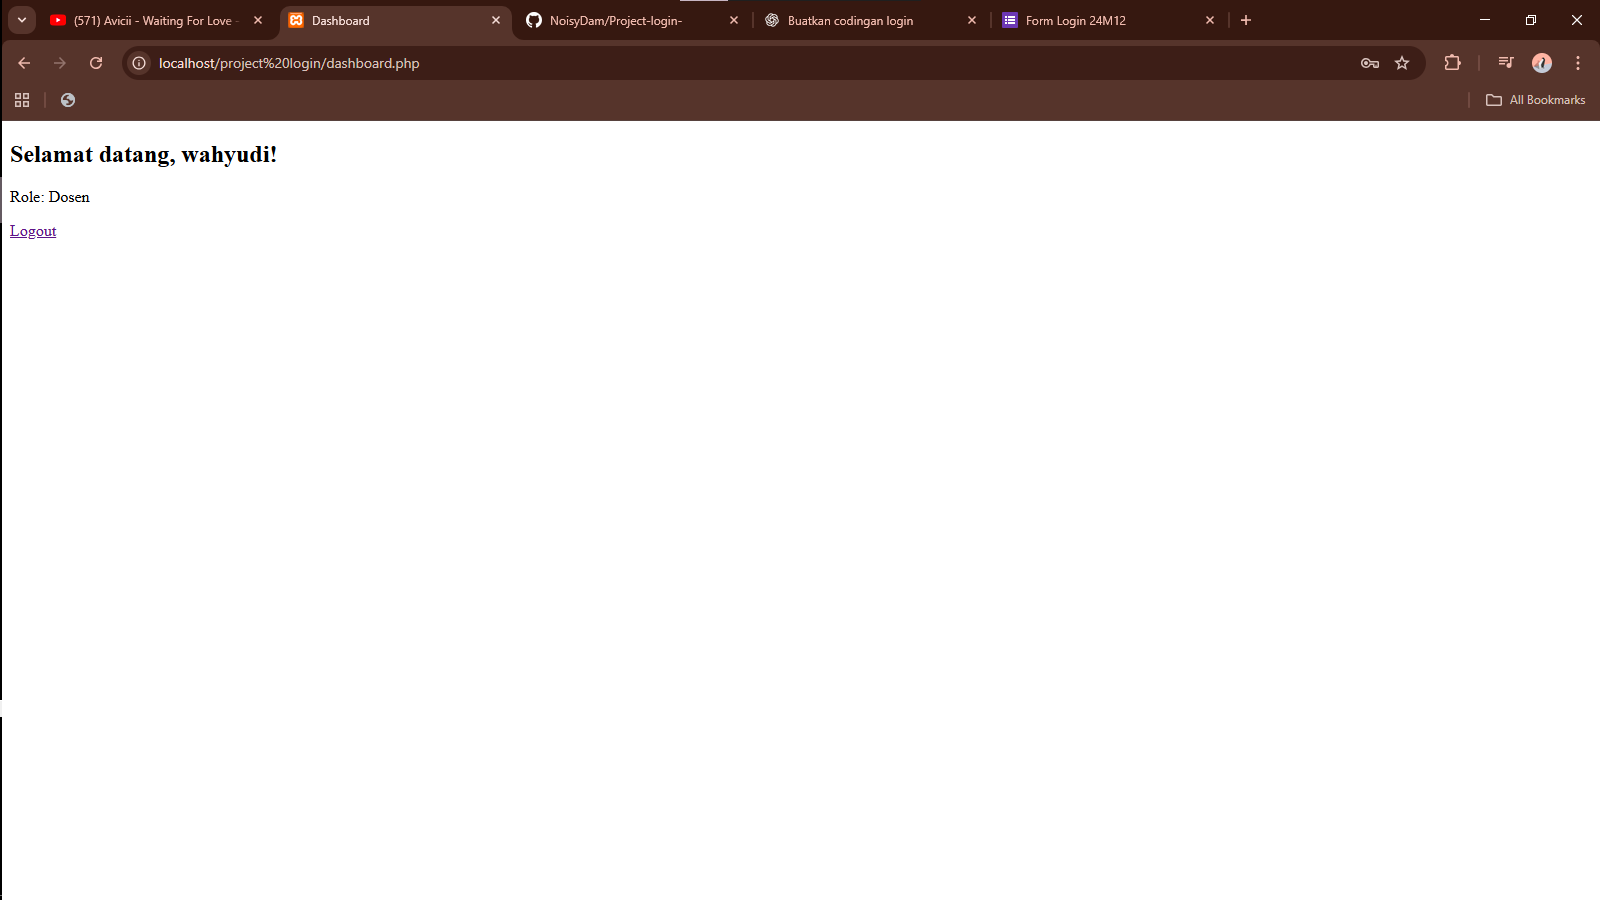 (571) Avicii - Waiting For Love -
Dashboard
NoisyDam/Project-login-
Buatkan codingan login
Form Login 24M12
localhost/project%20login/dashboard.php
All Bookmarks
Selamat datang, wahyudi!
Role: Dosen
Logout